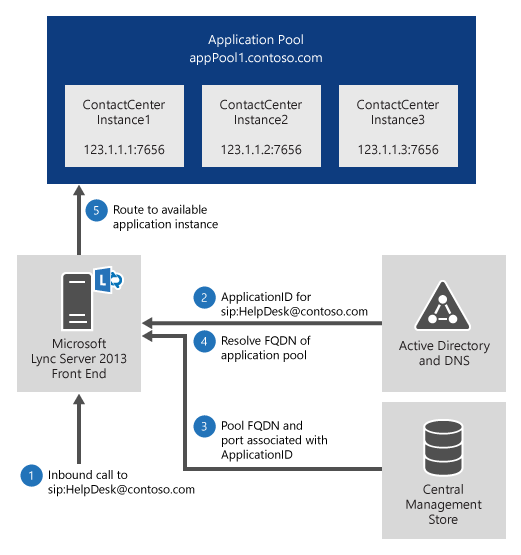 Application Pool
appPool1.contoso.com
ContactCenter
Instance1
123.1.1.1:7656
ContactCenter
Instance2
123.1.1.2:7656
ContactCenter
Instance3
123.1.1.3:7656
5 Route to available
application instance
L
Microsoft
Lync Server 2013
Front End
2 ApplicationID for
sip:HelpDesk@contoso.com
4 Resolve FQDN of
application pool
Active Directory
and DNS
3 Pool FQDN and
port associated with
ApplicationID
1 Inbound call to
sip:HelpDesk@contoso.com
Central
Management
Store